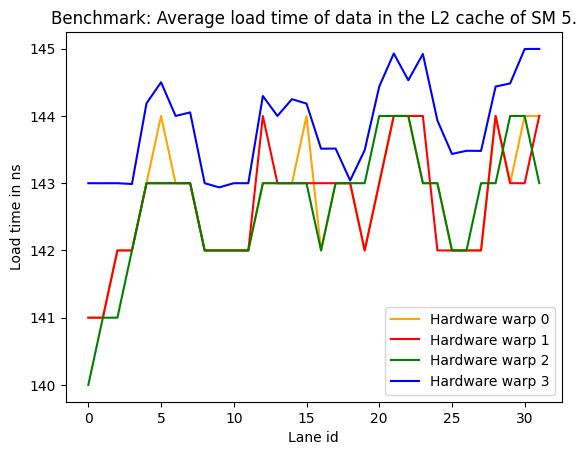 Benchmark: Average load time of data in the L2 cache of SM 5.
145
144
143
142
141
140
Load time in ns
0 5 10 15 20 25 30
Lane id
Hardware warp 0
Hardware warp 1
Hardware warp 2
Hardware warp 3